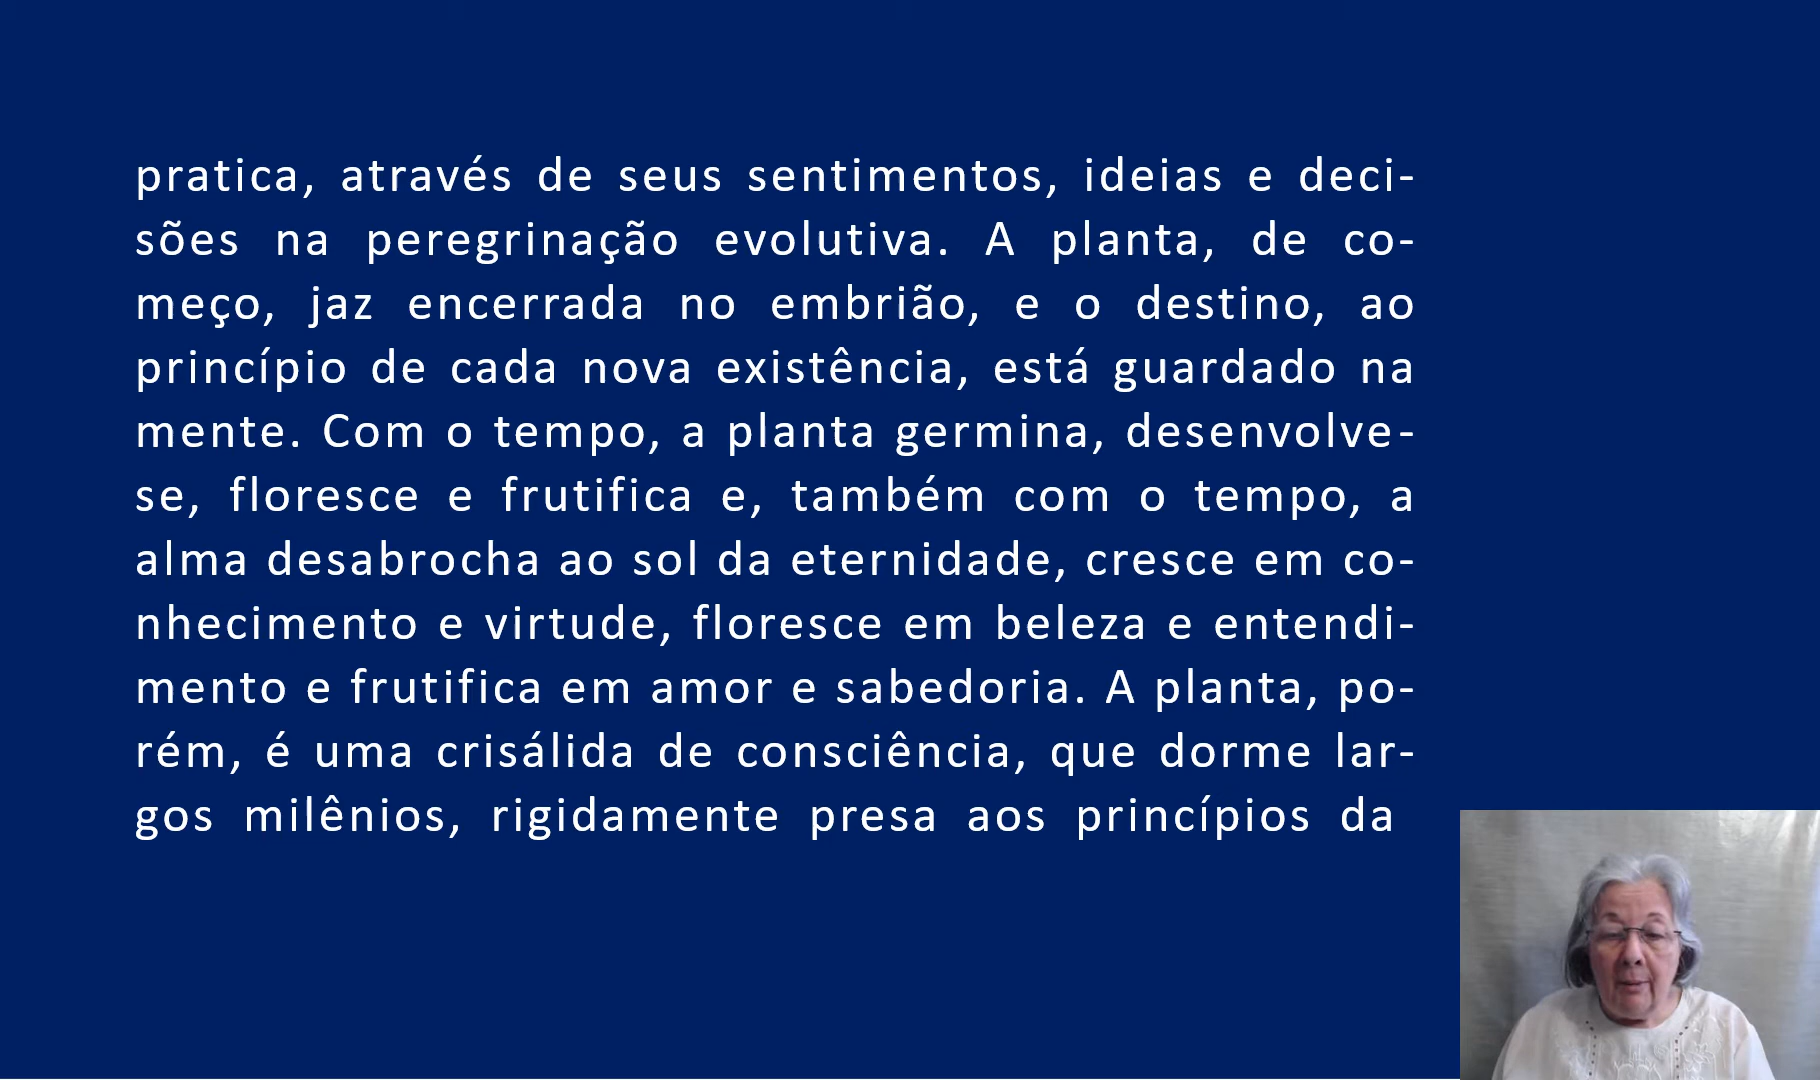 pratica, através de seus sentimentos, ideias e deci-
sões na peregrinação evolutiva. A planta, de co-
meço, jaz encerrada no embrião, e o destino, ao
princípio de cada nova existência, está guardado na
mente. Com o tempo, a planta germina, desenvolve-
se, floresce e frutifica e, também com o tempo, a
alma desabrocha ao sol da eternidade, cresce em co-
nhecimento e virtude, floresce em beleza e entendi-
mento e frutifica em amor e sabedoria. A planta, po-
rém, é uma crisálida de consciência, que dorme lar-
gos milênios, rigidamente presa aos princípios da